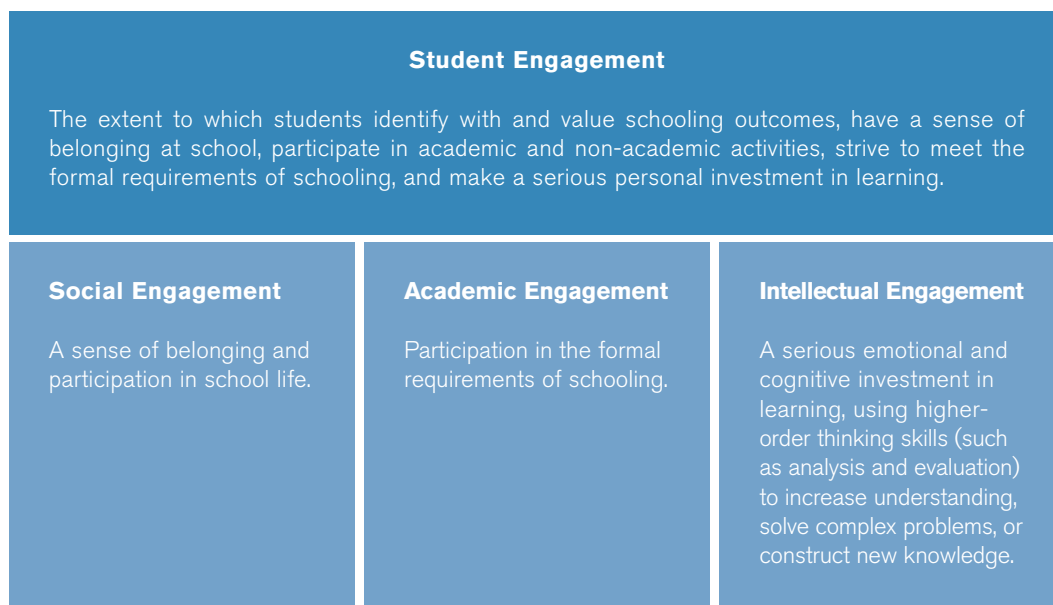 Student Engagement
The extent to which students identify with and value schooling outcomes, have a sense of
belonging at school, participate in academic and non-academic activities, strive to meet the
formal requirements of schooling, and make a serious personal investment in learning.
Social Engagement
A sense of belonging and
participation in school life.
Academic Engagement
Participation in the formal
requirements of schooling.
Intellectual Engagement
A serious emotional and
cognitive investment in
learning, using higher-
order thinking skills (such
as analysis and evaluation)
to increase understanding,
solve complex problems, or
construct new knowledge.